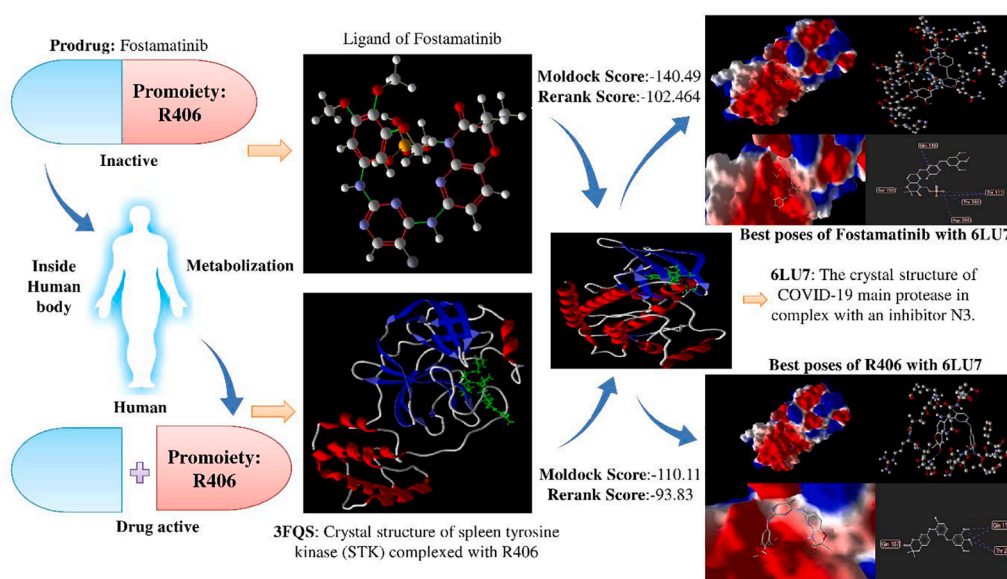 Prodrug: Fostamatinib
Promoiety:
R406
Inactive
Inside
Human
body
Metabolization
Human
Promoiety:
R406
Drug active
Ligand of Fostamatinib
3FQS: Crystal structure of spleen tyrosine
kinase (STK) complexed with R406
Moldock Score:-140.49
Rerank Score:-102.464
Moldock Score:-110.11
Rerank Score:-93.83
Best poses of Fostamatinib with 6LU7
6LU7: The crystal structure of
COVID-19 main protease in
complex with an inhibitor N3.
Best poses of R406 with 6LU7